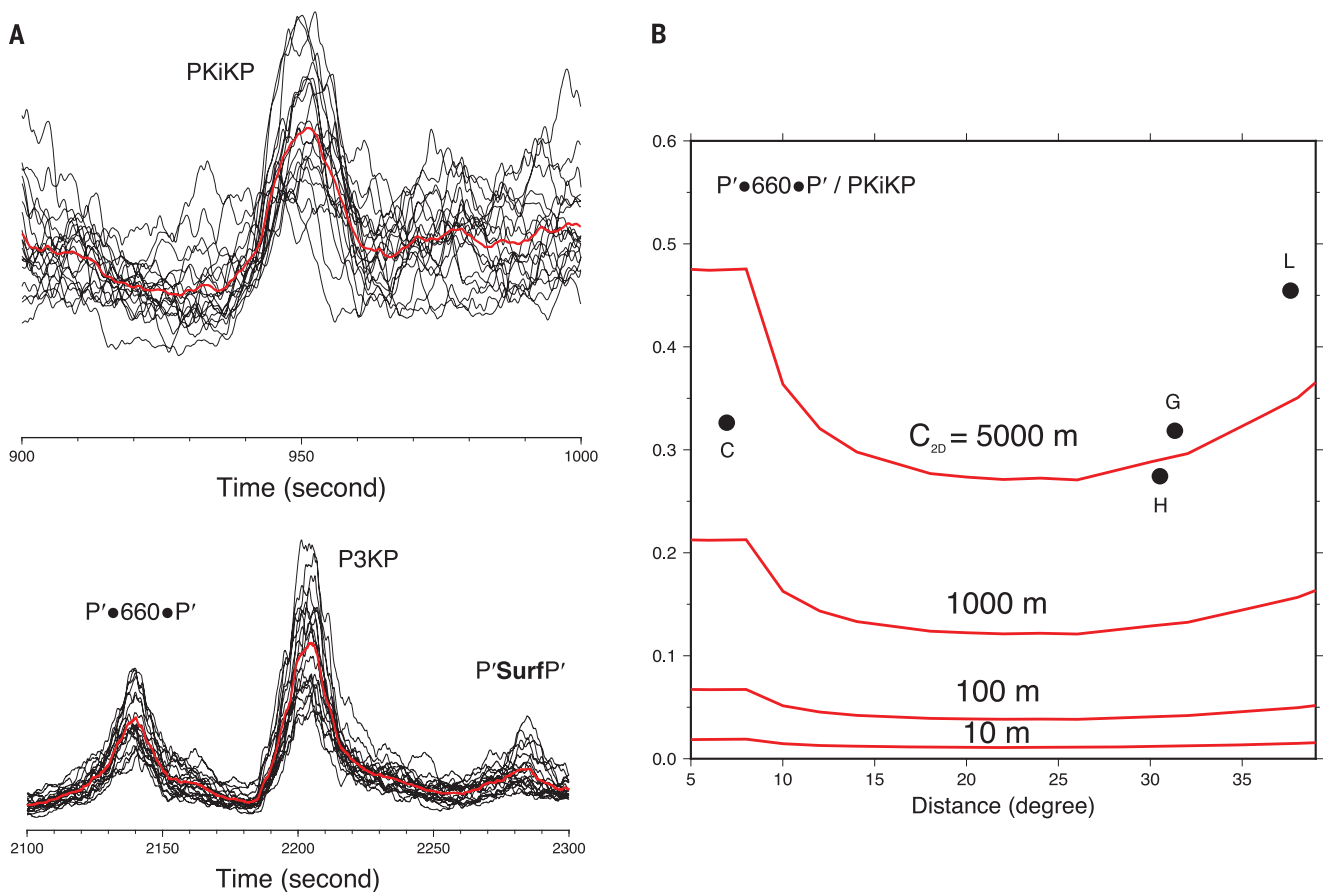 A
PKiKP
900
950
1000
Time (second)
P′●660●P′
P3KP
P′SurfP′
2100
2150
2200
2250
2300
Time (second)
B
0.6
0.5
0.4
0.3
0.2
0.1
0.0
P′●660●P′ / PKiKP
L
G
C
H
C2D = 5000 m
1000 m
100 m
10 m
5
10
15
20
25
30
35
Distance (degree)